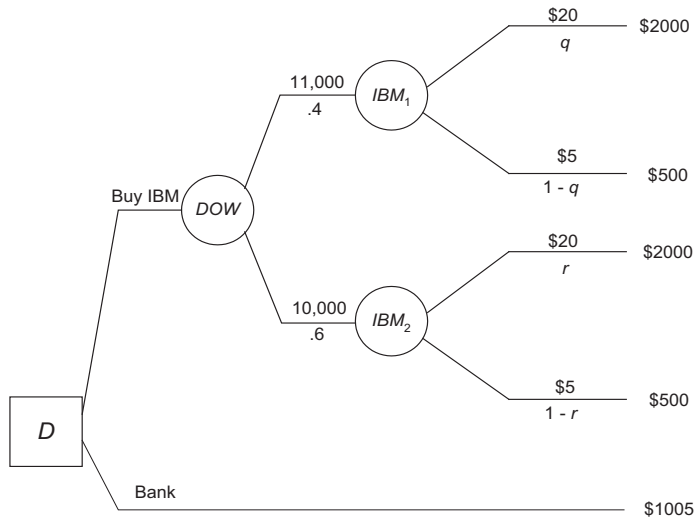 $20
q
$2000
11,000
.4
IBM1
$5
1 - q
$500
Buy IBM
DOW
$20
r
$2000
10,000
.6
IBM2
$5
1 - r
$500
D
Bank
$1005